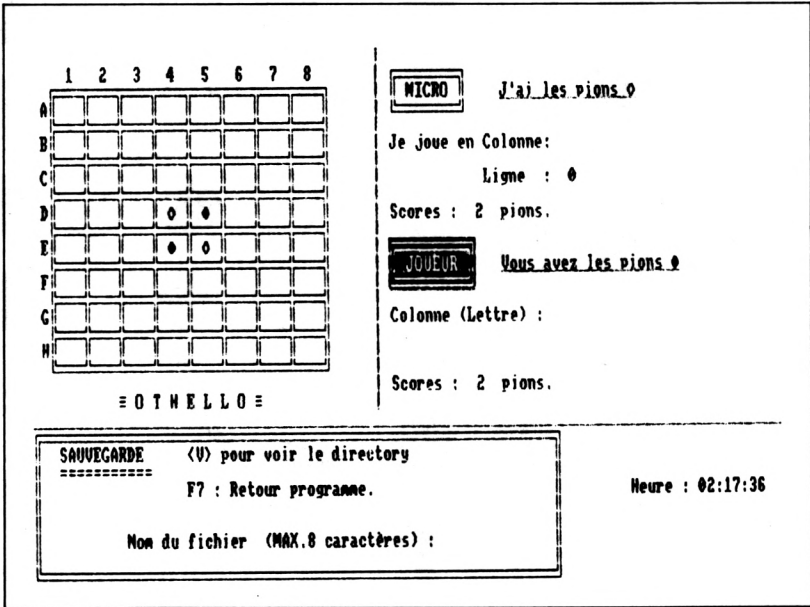 1 2 3 4 5 6 7 8
A
B
C
D
E
F
G
H
≡ O T H E L L O ≡
MICRO J'ai les pions ◊
Je joue en Colonne:
Ligne : 0
Scores : 2 pions.
JOUEUR Vous avez les pions ♦
Colonne (Lettre) :
Scores : 2 pions.
SAUVEGARDE <V> pour voir le directory
===========
F7 : Retour programme.
Nom du fichier (MAX.8 caractères) :
Heure : 02:17:36